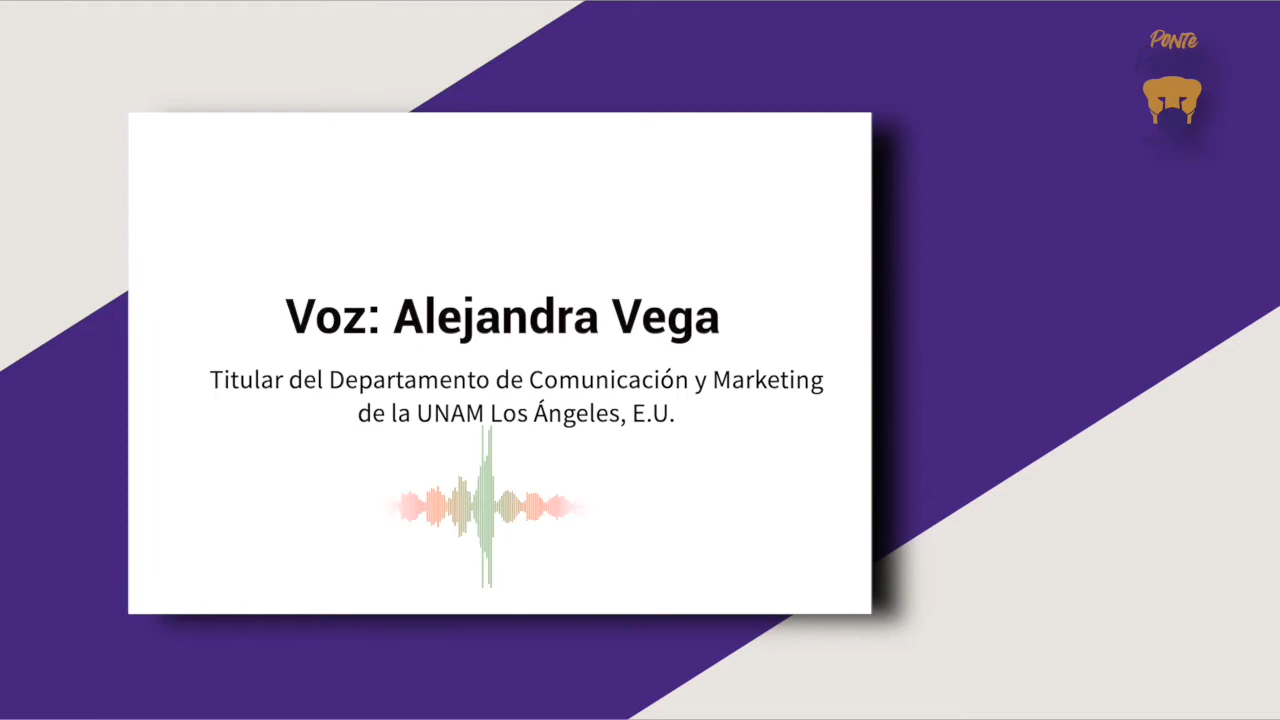 PONTE
Voz: Alejandra Vega
Titular del Departamento de Comunicación y Marketing
de la UNAM Los Ángeles, E.U.